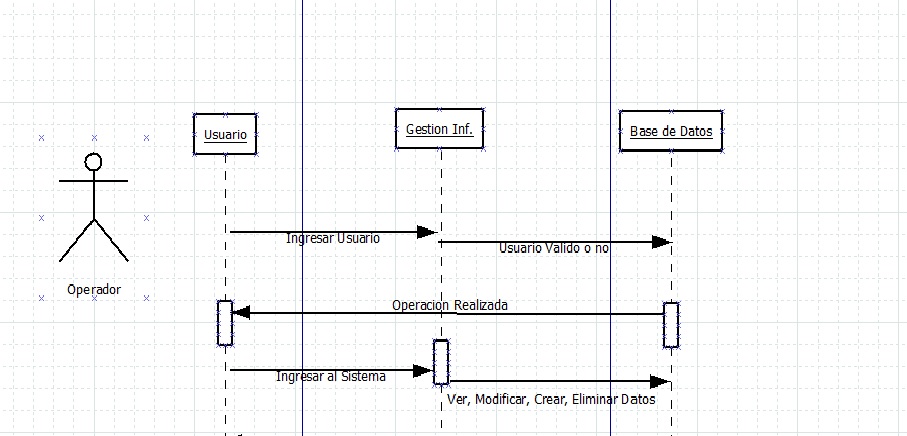 Usuario
Gestion Inf.
Base de Datos
Ingresar Usuario
Usuario Valido o no
Operador
Operacion Realizada
Ingresar al Sistema
Ver, Modificar, Crear, Eliminar Datos